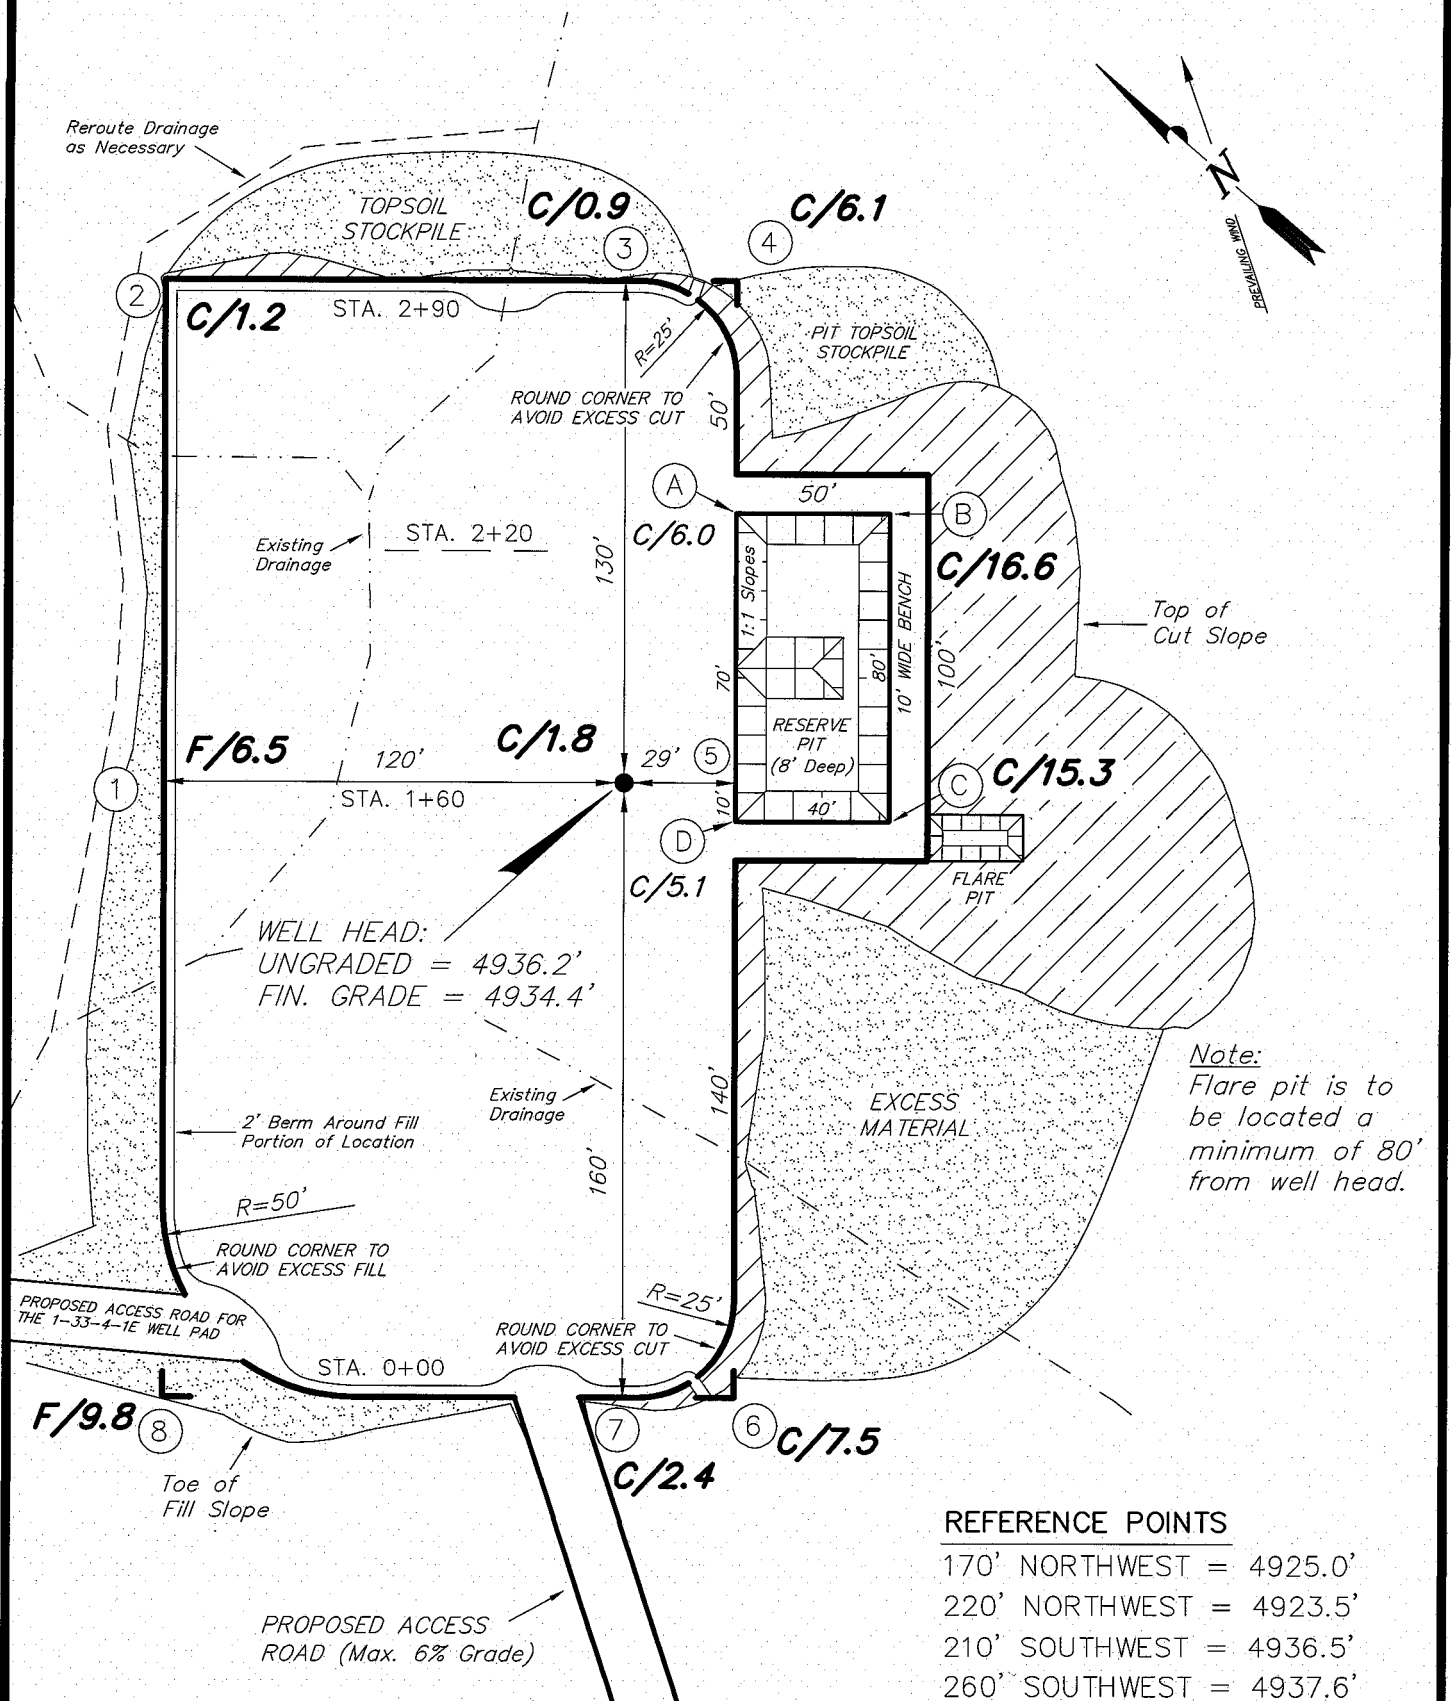 Reroute Drainage
as Necessary
TOPSOIL
STOCKPILE
C/0.9
3
C/6.1
4
N
PREVAILING WIND
2
C/1.2
STA. 2+90
R=25'
PIT TOPSOIL
STOCKPILE
ROUND CORNER TO
AVOID EXCESS CUT
50'
A
50'
B
C/6.0
C/16.6
Existing
Drainage
STA. 2+20
130'
1:1 Slopes
10' WIDE BENCH
Top of
Cut Slope
70'
80'
100'
RESERVE
PIT
(8' Deep)
F/6.5
120'
C/1.8
29'
5
C
C/15.3
1
STA. 1+60
10'
40'
D
C/5.1
FLARE
PIT
WELL HEAD:
UNGRADED = 4936.2'
FIN. GRADE = 4934.4'
Existing
Drainage
140'
EXCESS
MATERIAL
Note:
Flare pit is to
be located a
minimum of 80'
from well head.
2' Berm Around Fill
Portion of Location
160'
R=50'
ROUND CORNER TO
AVOID EXCESS FILL
PROPOSED ACCESS ROAD FOR
THE 1-33-4-1E WELL PAD
R=25'
ROUND CORNER TO
AVOID EXCESS CUT
STA. 0+00
F/9.8
8
7
6
C/7.5
C/2.4
Toe of
Fill Slope
PROPOSED ACCESS
ROAD (Max. 6% Grade)
REFERENCE POINTS
170' NORTHWEST = 4925.0'
220' NORTHWEST = 4923.5'
210' SOUTHWEST = 4936.5'
260' SOUTHWEST = 4937.6'